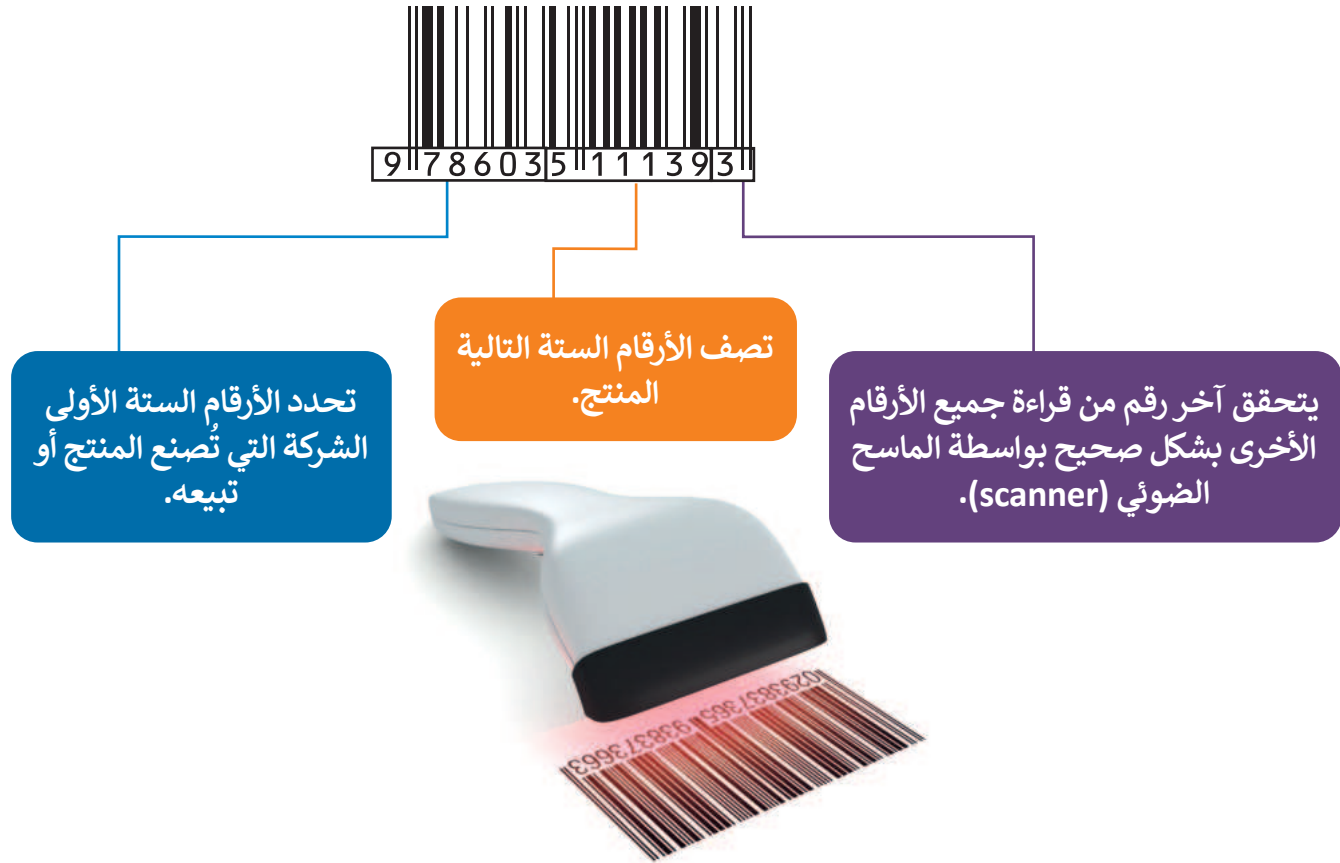 9 786035 111393
تصف الأرقام الستة التالية
المنتج.
يتحقق آخر رقم من قراءة جميع الأرقام
الأخرى بشكل صحيح بواسطة الماسح
الضوئي (scanner).
تحدد الأرقام الستة الأولى
الشركة التي تُصنع المنتج أو
تبيعه.